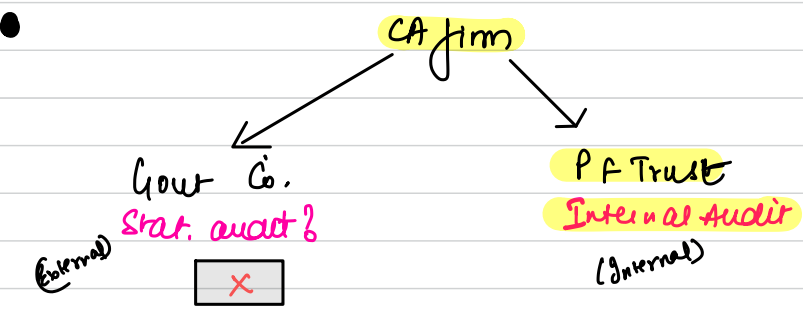 CA firm
Govt Co.
PF Trust
Stat. audit?
Internal Audit
(External)
(Internal)
X